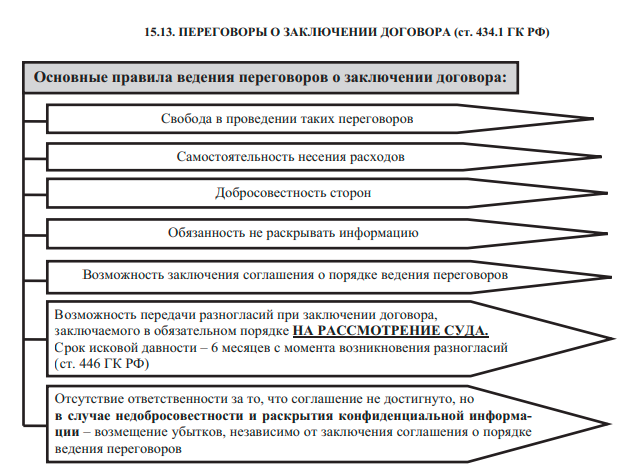 15.13. ПЕРЕГОВОРЫ О ЗАКЛЮЧЕНИИ ДОГОВОРА (ст. 434.1 ГК РФ)
Основные правила ведения переговоров о заключении договора:
Свобода в проведении таких переговоров
Самостоятельность несения расходов
Добросовестность сторон
Обязанность не раскрывать информацию
Возможность заключения соглашения о порядке ведения переговоров
Возможность передачи разногласий при заключении договора,
заключаемого в обязательном порядке НА РАССМОТРЕНИЕ СУДА.
Срок исковой давности – 6 месяцев с момента возникновения разногласий
(ст. 446 ГК РФ)
Отсутствие ответственности за то, что соглашение не достигнуто, но
в случае недобросовестности и раскрытия конфиденциальной информа-
ции – возмещение убытков, независимо от заключения соглашения о порядке
ведения переговоров